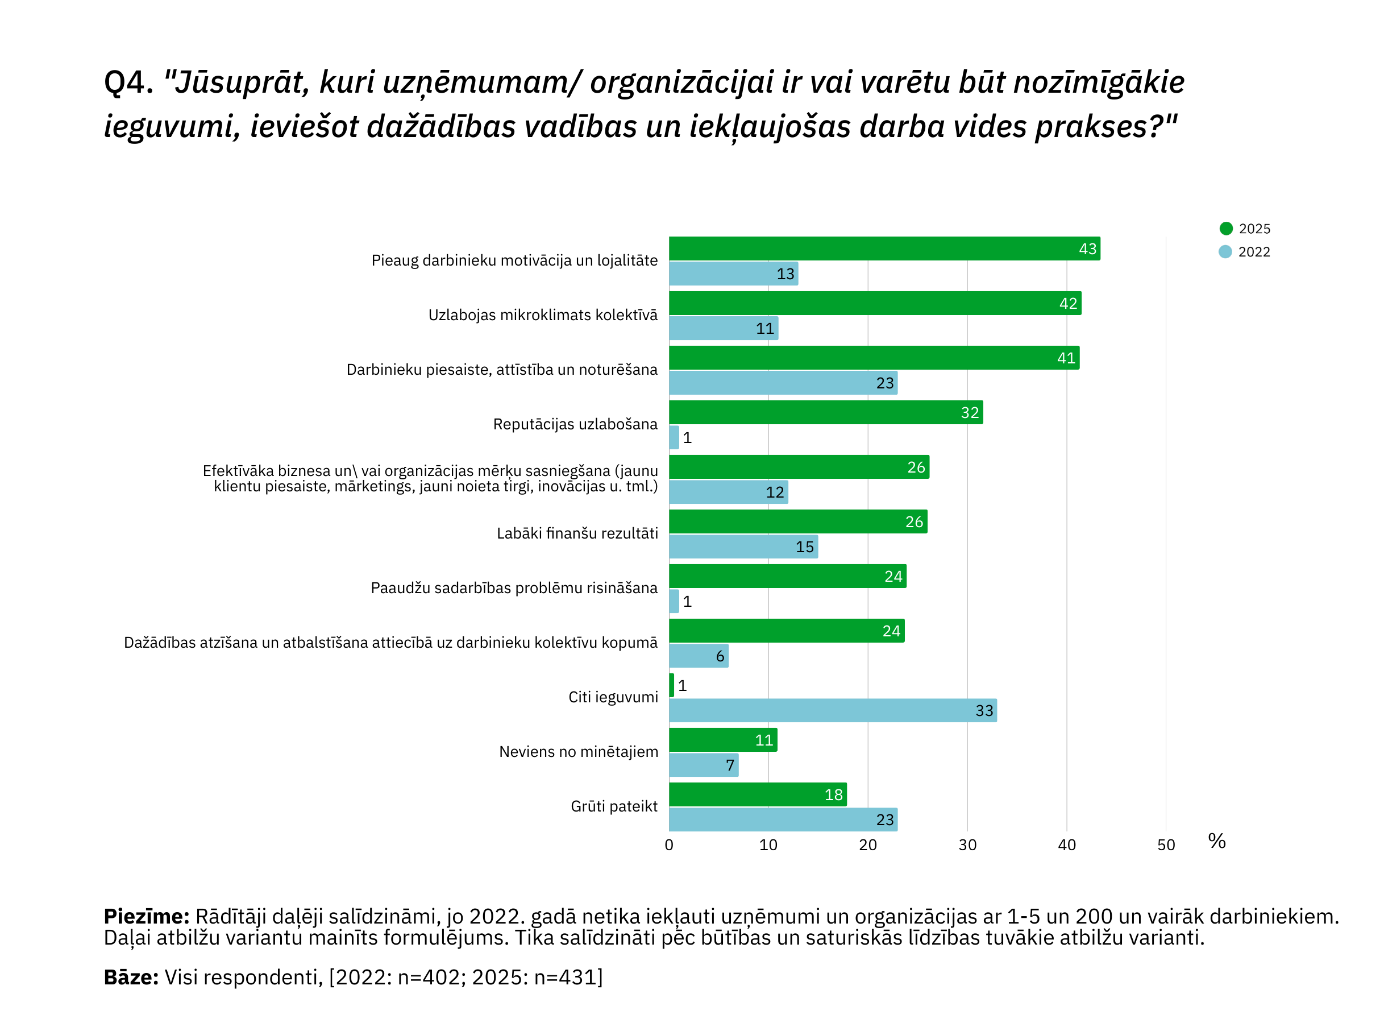 Q4. "Jūsuprāt, kuri uzņēmumam/ organizācijai ir vai varētu būt nozīmīgākie
ieguvumi, ieviešot dažādības vadības un iekļaujošas darba vides prakses?"
2025
2022
Pieaug darbinieku motivācija un lojalitāte
43
13
Uzlabojas mikroklimats kolektīvā
42
11
Darbinieku piesaiste, attīstība un noturēšana
41
23
Reputācijas uzlabošana
32
1
Efektīvāka biznesa un\ vai organizācijas mērķu sasniegšana (jaunu
klientu piesaiste, mārketings, jauni noieta tirgi, inovācijas u. tml.)
26
12
Labāki finanšu rezultāti
26
15
Paaudžu sadarbības problēmu risināšana
24
1
Dažādības atzīšana un atbalstīšana attiecībā uz darbinieku kolektīvu kopumā
24
6
Citi ieguvumi
1
33
Neviens no minētajiem
11
7
Grūti pateikt
18
23
0 10 20 30 40 50 %
Piezīme: Rādītāji daļēji salīdzināmi, jo 2022. gadā netika iekļauti uzņēmumi un organizācijas ar 1-5 un 200 un vairāk darbiniekiem.
Daļai atbilžu variantu mainīts formulējums. Tika salīdzināti pēc būtības un saturiskās līdzības tuvākie atbilžu varianti.
Bāze: Visi respondenti, [2022: n=402; 2025: n=431]